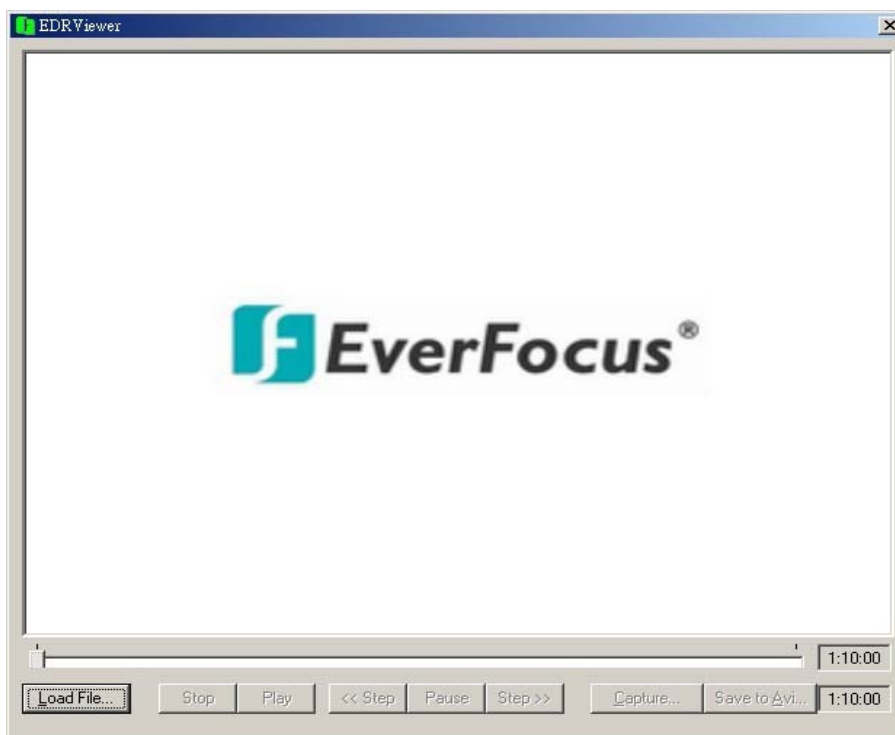 EDRViewer
EverFocus®
1:10:00
Load File... Stop Play << Step Pause Step >> Capture... Save to Avi... 1:10:00